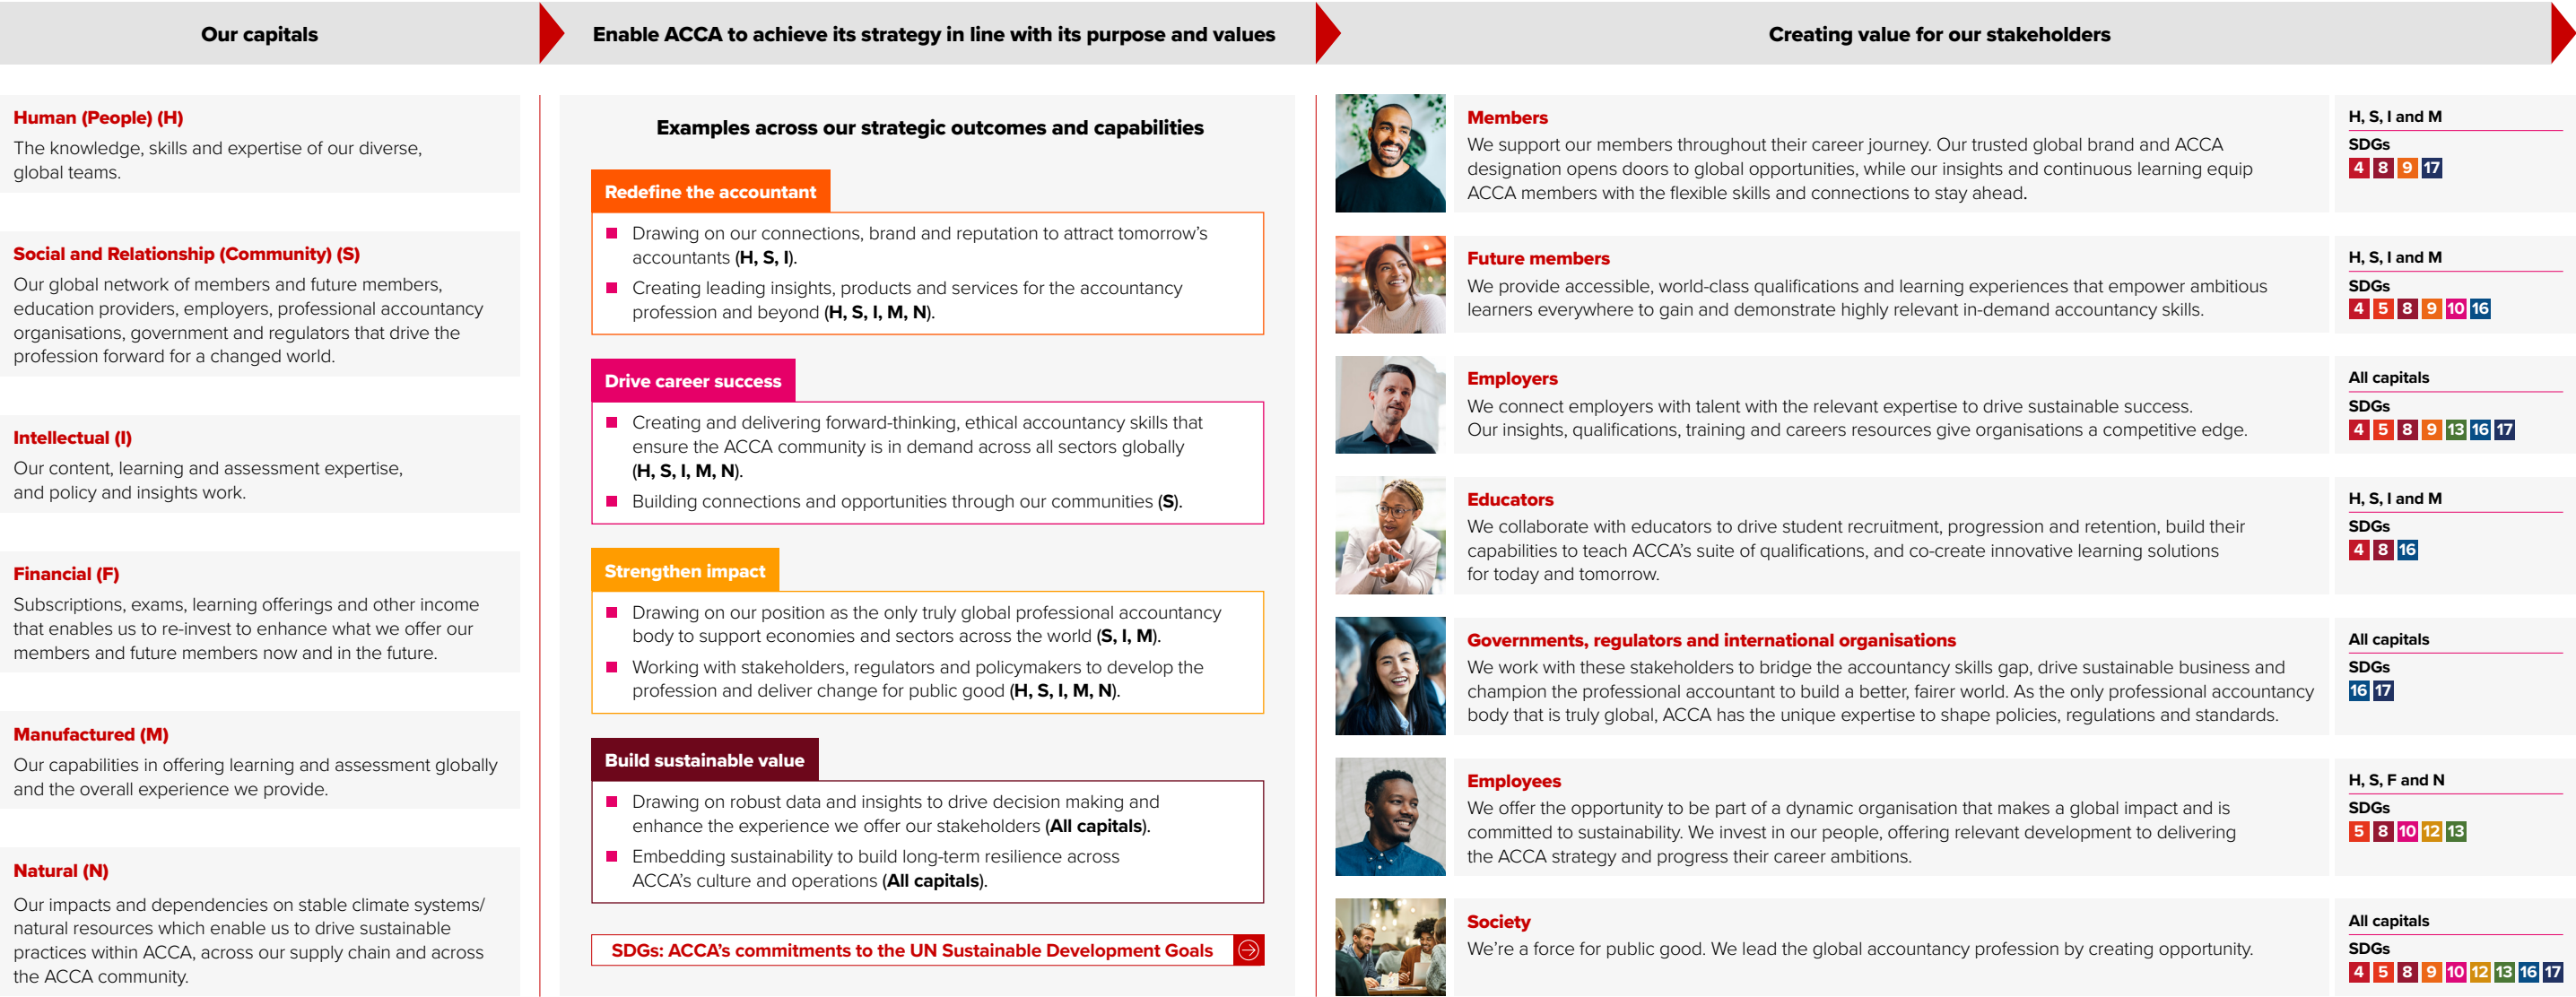 Our capitals
Enable ACCA to achieve its strategy in line with its purpose and values
Creating value for our stakeholders
Human (People) (H)
The knowledge, skills and expertise of our diverse,
global teams.
Social and Relationship (Community) (S)
Our global network of members and future members,
education providers, employers, professional accountancy
organisations, government and regulators that drive the
profession forward for a changed world.
Intellectual (I)
Our content, learning and assessment expertise,
and policy and insights work.
Financial (F)
Subscriptions, exams, learning offerings and other income
that enables us to re-invest to enhance what we offer our
members and future members now and in the future.
Manufactured (M)
Our capabilities in offering learning and assessment globally
and the overall experience we provide.
Natural (N)
Our impacts and dependencies on stable climate systems/
natural resources which enable us to drive sustainable
practices within ACCA, across our supply chain and across
the ACCA community.
Examples across our strategic outcomes and capabilities
Redefine the accountant
■ Drawing on our connections, brand and reputation to attract tomorrow's
accountants (H, S, I).
■ Creating leading insights, products and services for the accountancy
profession and beyond (H, S, I, M, N).
Drive career success
■ Creating and delivering forward-thinking, ethical accountancy skills that
ensure the ACCA community is in demand across all sectors globally
(H, S, I, M, N).
■ Building connections and opportunities through our communities (S).
Strengthen impact
■ Drawing on our position as the only truly global professional accountancy
body to support economies and sectors across the world (S, I, M).
■ Working with stakeholders, regulators and policymakers to develop the
profession and deliver change for public good (H, S, I, M, N).
Build sustainable value
■ Drawing on robust data and insights to drive decision making and
enhance the experience we offer our stakeholders (All capitals).
■ Embedding sustainability to build long-term resilience across
ACCA's culture and operations (All capitals).
SDGs: ACCA's commitments to the UN Sustainable Development Goals
Members
We support our members throughout their career journey. Our trusted global brand and ACCA
designation opens doors to global opportunities, while our insights and continuous learning equip
ACCA members with the flexible skills and connections to stay ahead.
H, S, I and M
SDGs
4 8 9 17
Future members
We provide accessible, world-class qualifications and learning experiences that empower ambitious
learners everywhere to gain and demonstrate highly relevant in-demand accountancy skills.
H, S, I and M
SDGs
4 5 8 9 10 16
Employers
We connect employers with talent with the relevant expertise to drive sustainable success.
Our insights, qualifications, training and careers resources give organisations a competitive edge.
All capitals
SDGs
4 5 8 9 13 16 17
Educators
We collaborate with educators to drive student recruitment, progression and retention, build their
capabilities to teach ACCA's suite of qualifications, and co-create innovative learning solutions
for today and tomorrow.
H, S, I and M
SDGs
4 8 16
Governments, regulators and international organisations
We work with these stakeholders to bridge the accountancy skills gap, drive sustainable business and
champion the professional accountant to build a better, fairer world. As the only professional accountancy
body that is truly global, ACCA has the unique expertise to shape policies, regulations and standards.
All capitals
SDGs
16 17
Employees
We offer the opportunity to be part of a dynamic organisation that makes a global impact and is
committed to sustainability. We invest in our people, offering relevant development to delivering
the ACCA strategy and progress their career ambitions.
H, S, F and N
SDGs
5 8 10 12 13
Society
We're a force for public good. We lead the global accountancy profession by creating opportunity.
All capitals
SDGs
4 5 8 9 10 12 13 16 17